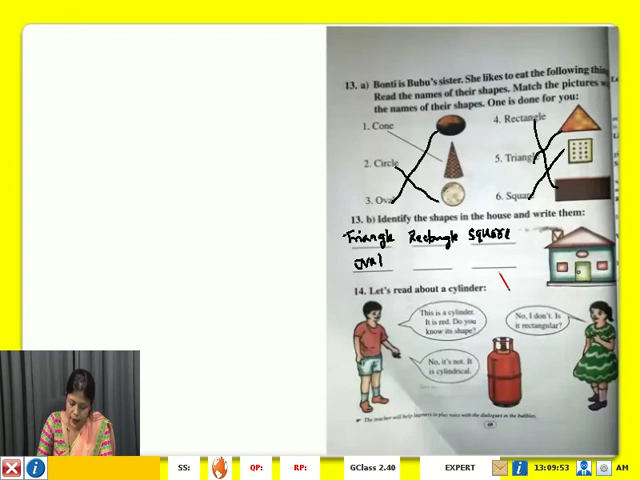 13. a) Bonti is Bubu's sister. She likes to eat the following thin
Read the names of their shapes. Match the pictures w
the names of their shapes. One is done for you:
1. Cone
4. Rectangle
2. Circle
5. Triangle
3. Oval
6. Squar
13. b) Identify the shapes in the house and write them:
Triangle Rectangle square
oval
14. Let's read about a cylinder:
This is a cylinder.
It is red. Do you
know its shape?
No, I don't. Is
it rectangular?
No, it's not. It
is cylindrical.
The teacher will help learners to play roles with the dialogues in the bubbles.
SS: QP: RP: GClass 2.40 EXPERT 13:09:53 AM